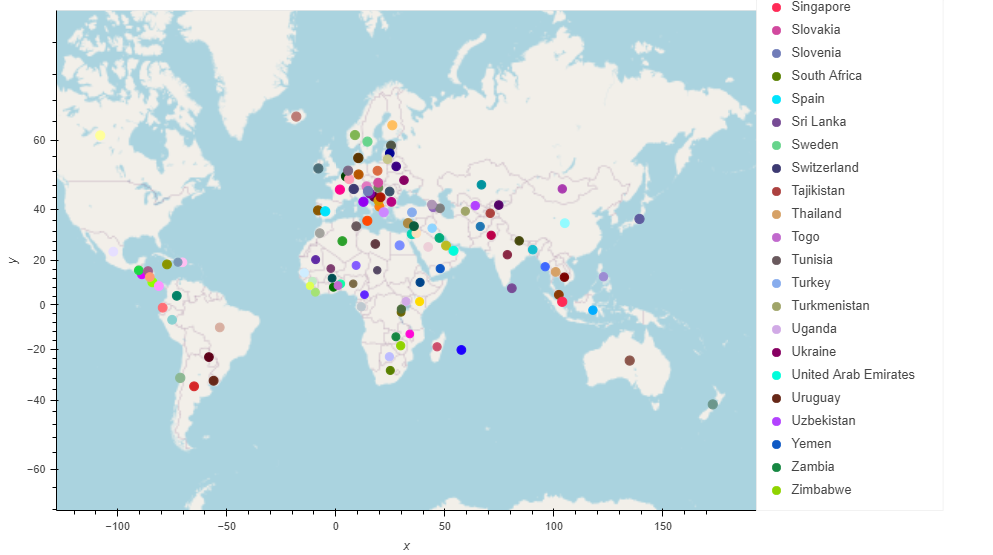 Singapore
Slovakia
Slovenia
South Africa
Spain
Sri Lanka
Sweden
Switzerland
Tajikistan
Thailand
Togo
Tunisia
Turkey
Turkmenistan
Uganda
Ukraine
United Arab Emirates
Uruguay
Uzbekistan
Yemen
Zambia
Zimbabwe
60
40
20
0
−20
−40
−60
y
−100 −50 0 50 100 150
x